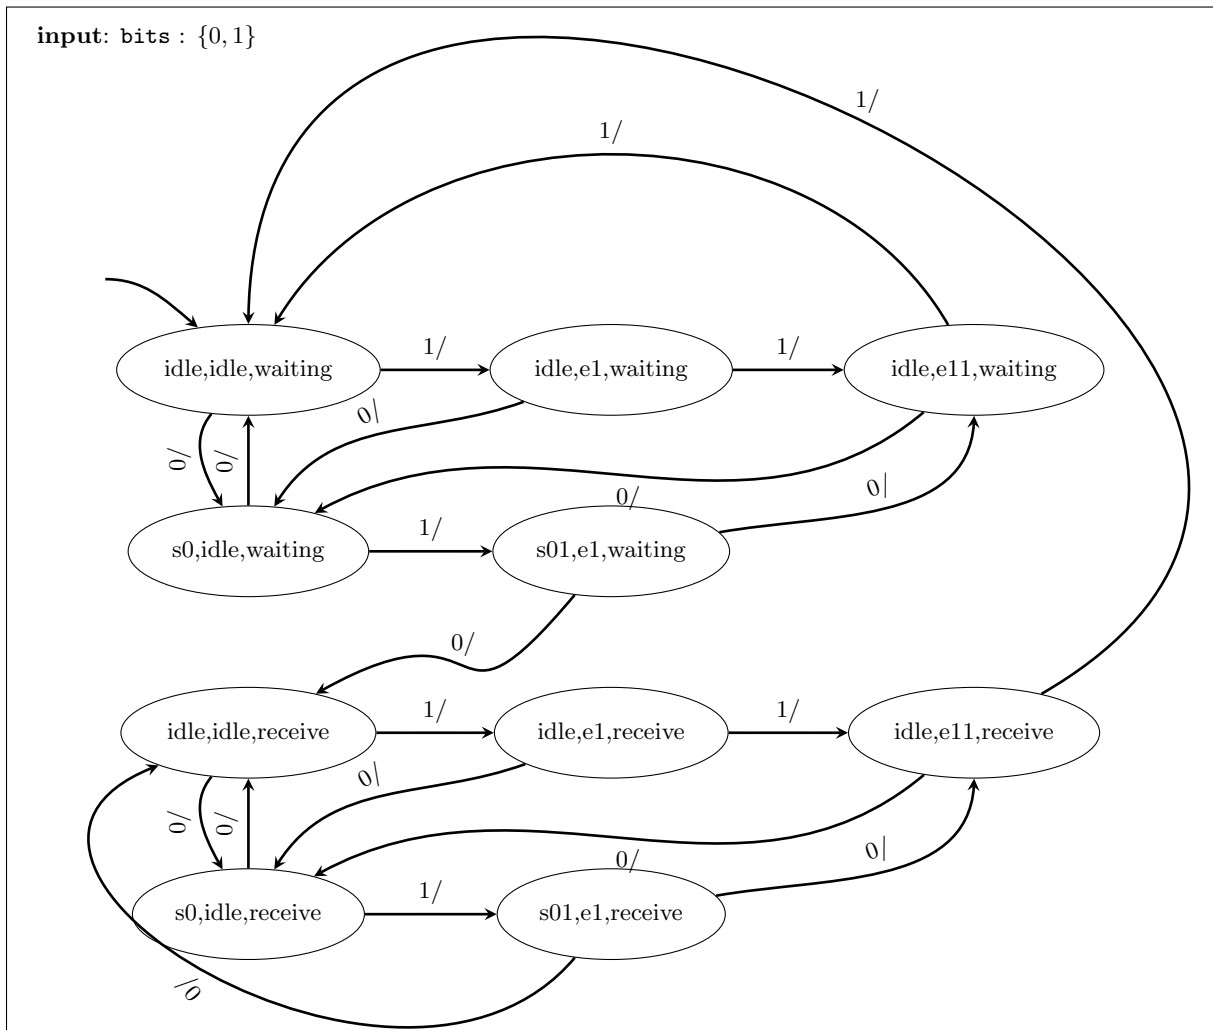 input: bits : {0, 1}
1/
1/
idle,idle,waiting
1/
idle,e1,waiting
1/
idle,e11,waiting
0/
0/
0/
0/
0/
s0,idle,waiting
1/
s01,e1,waiting
0/
idle,idle,receive
1/
idle,e1,receive
1/
idle,e11,receive
0/
0/
0/
0/
0/
s0,idle,receive
1/
s01,e1,receive
0/